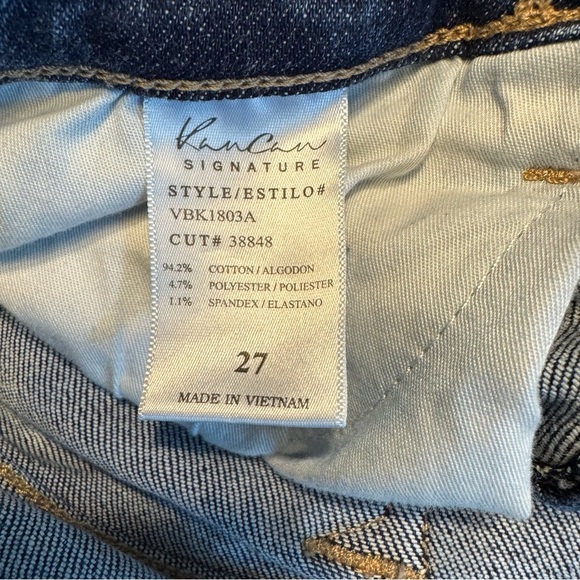 KanCan
SIGNATURE
STYLE/ESTILO#
VBK1803A
CUT# 38848
94.2% COTTON / ALGODON
4.7% POLYESTER / POLIESTER
1.1% SPANDEX / ELASTANO
27
MADE IN VIETNAM